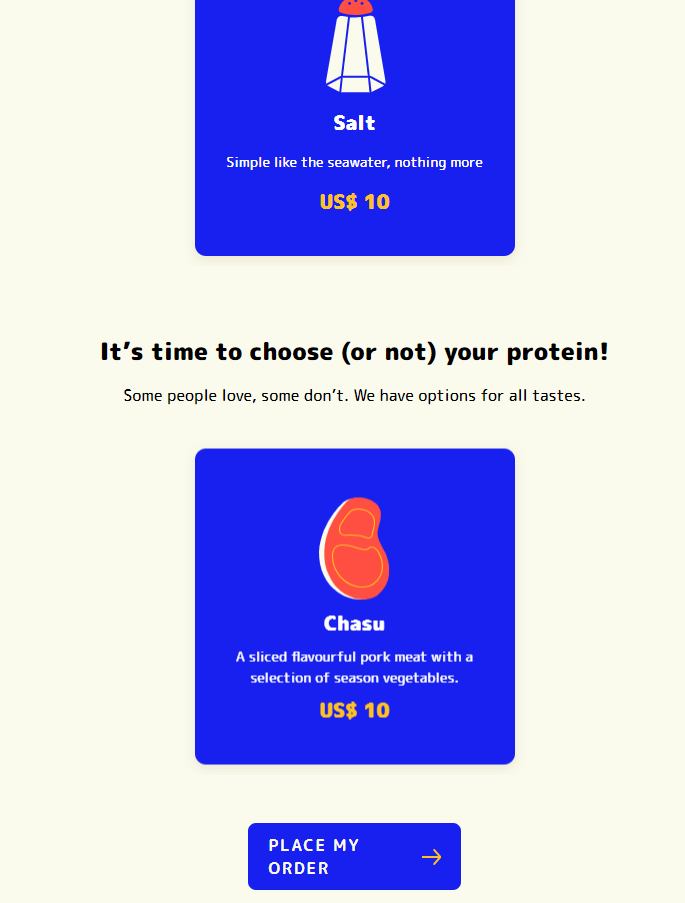 Salt
Simple like the seawater, nothing more
US$ 10
It’s time to choose (or not) your protein!
Some people love, some don’t. We have options for all tastes.
Chasu
A sliced flavourful pork meat with a
selection of season vegetables.
US$ 10
PLACE MY
ORDER